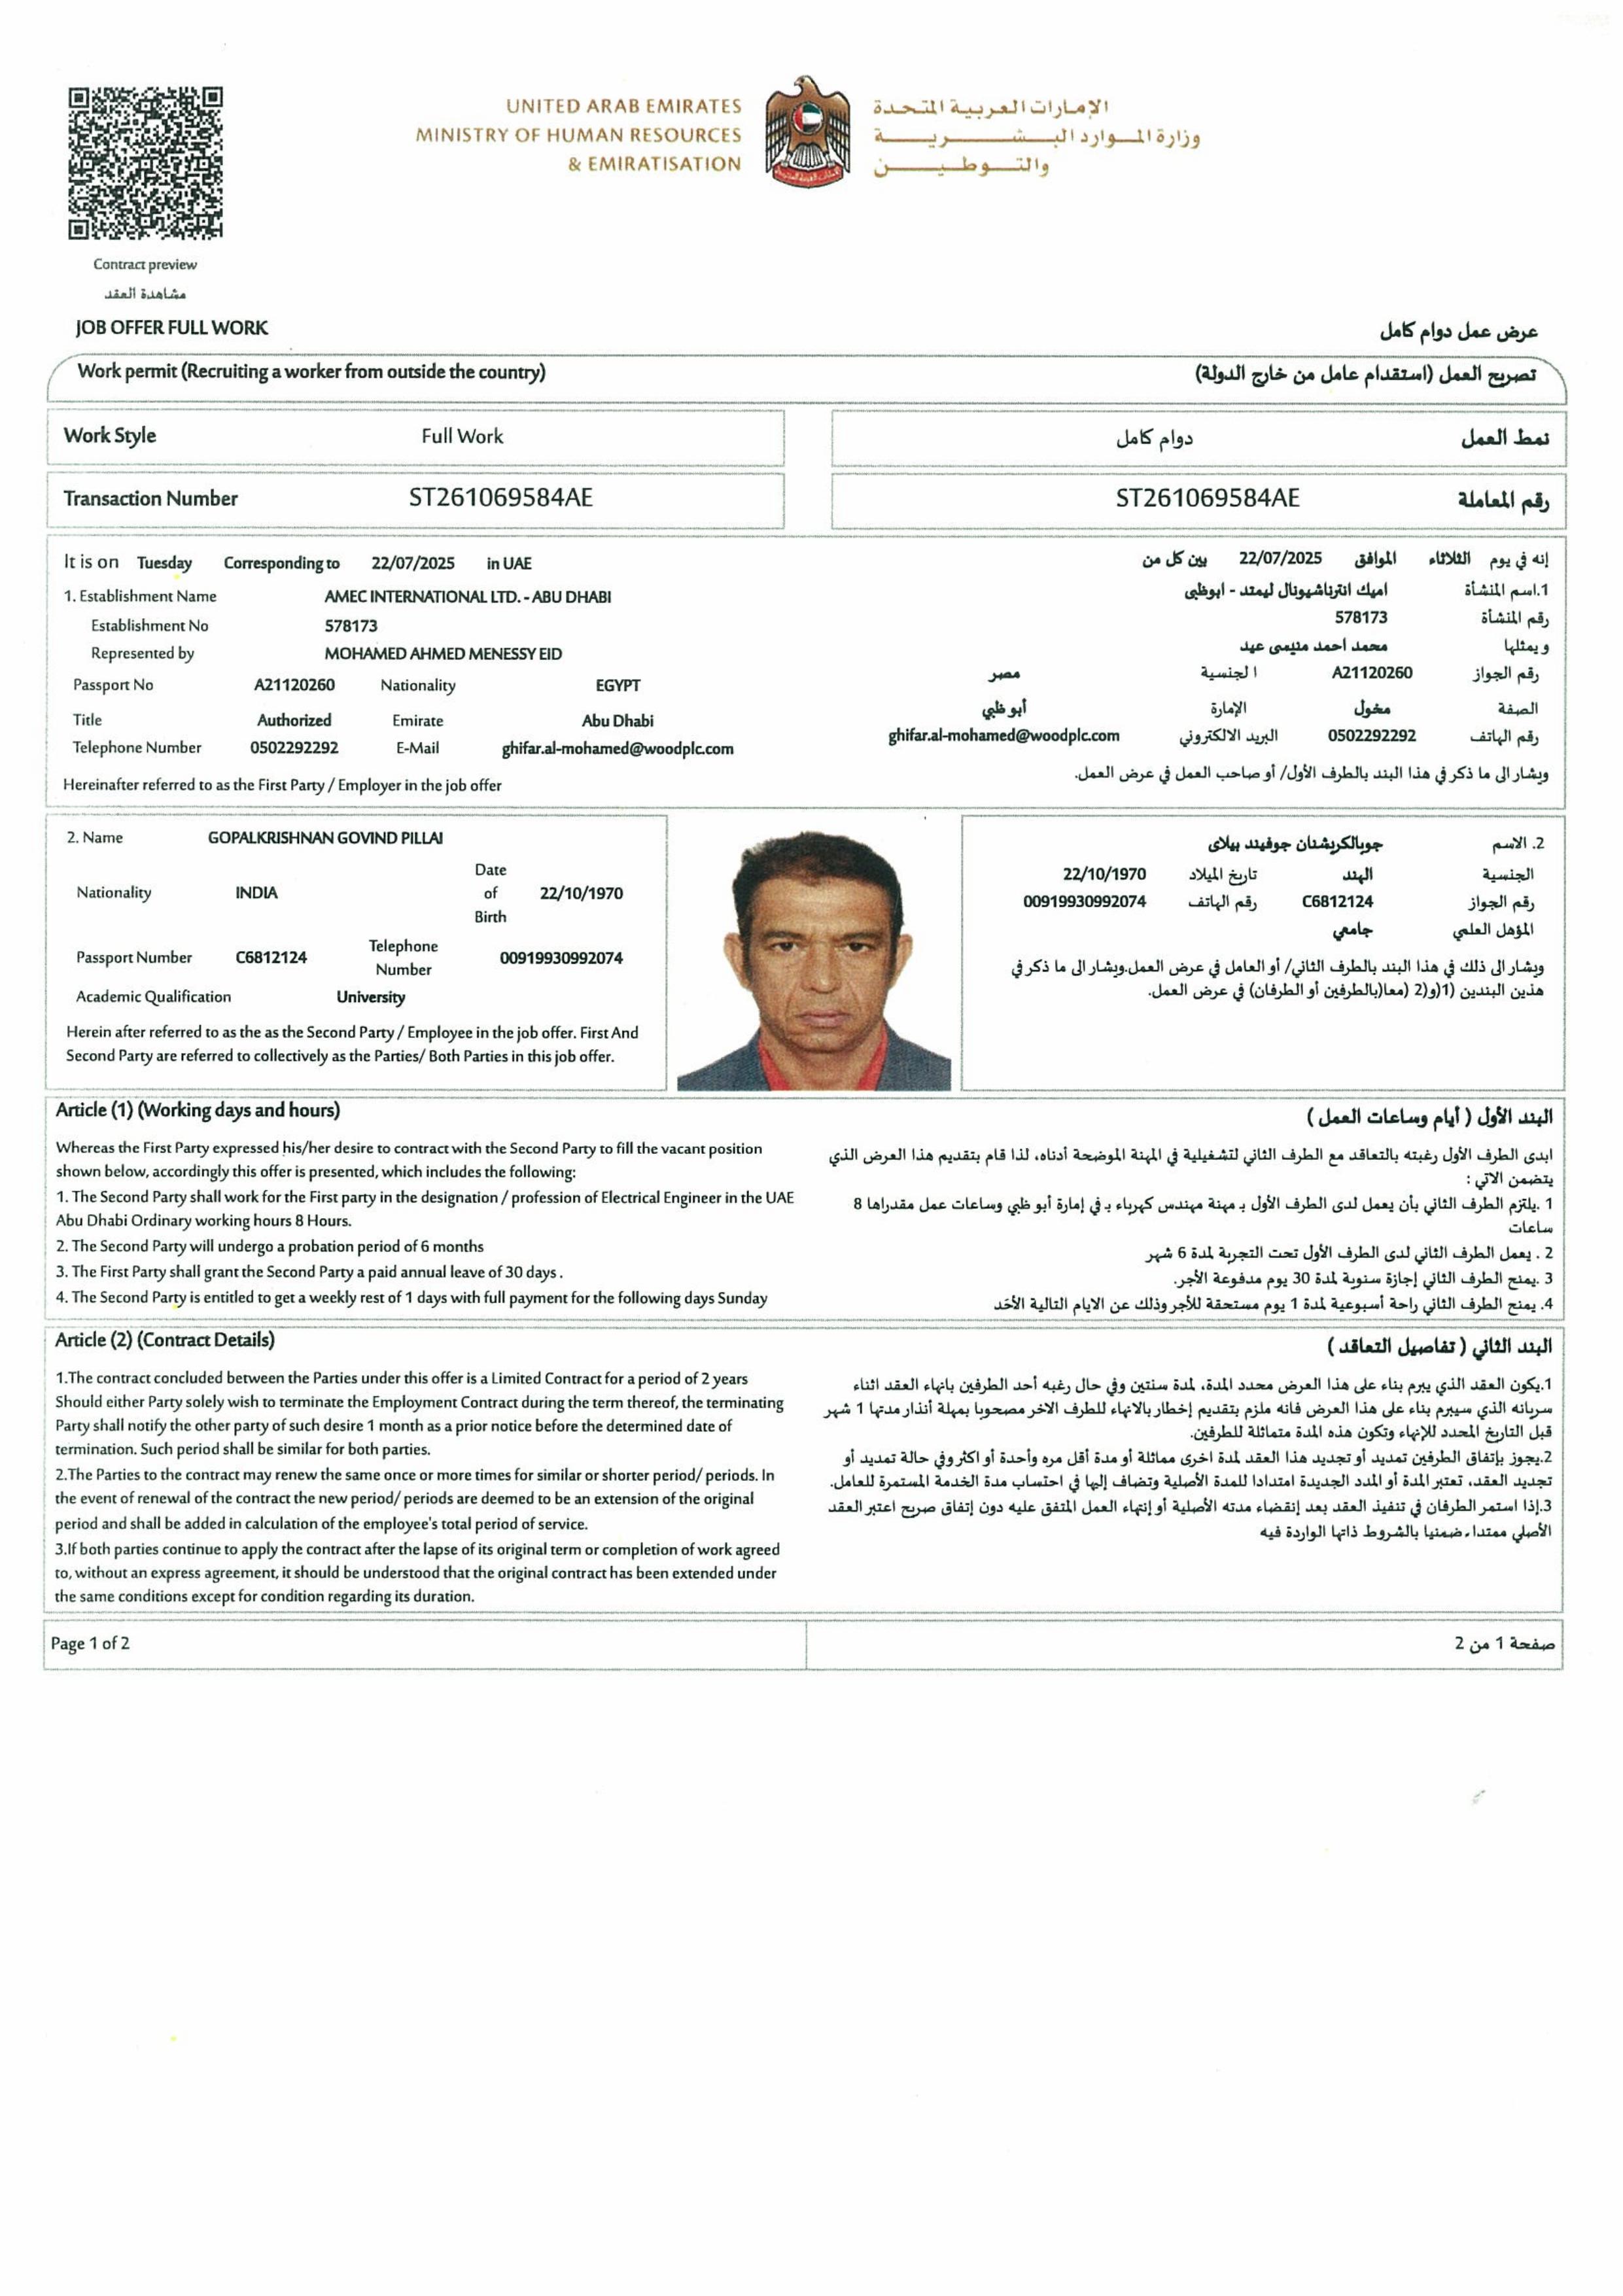 UNITED ARAB EMIRATES
MINISTRY OF HUMAN RESOURCES
& EMIRATISATION
الإمارات العربية المتحدة
وزارة الموارد البشرية
والتوطين
Contract preview
مشاهدة العقد
JOB OFFER FULL WORK
عرض عمل دوام كامل
Work permit (Recruiting a worker from outside the country)
تصريح العمل (استقدام عامل من خارج الدولة)
Work Style Full Work
نمط العمل دوام كامل
Transaction Number ST261069584AE
رقم المعاملة ST261069584AE
It is on Tuesday Corresponding to 22/07/2025 in UAE
1. Establishment Name AMEC INTERNATIONAL LTD. - ABU DHABI
Establishment No 578173
Represented by MOHAMED AHMED MENESSY EID
Passport No A21120260 Nationality EGYPT
Title Authorized Emirate Abu Dhabi
Telephone Number 0502292292 E-Mail ghifar.al-mohamed@woodplc.com
Hereinafter referred to as the First Party / Employer in the job offer
إنه في يوم الثلاثاء الموافق 22/07/2025 بين كل من
1.اسم المنشأة اميك انترناشيونال ليمتد - ابوظبى
رقم المنشأة 578173
و يمثلها محمد احمد منيسى عيد
رقم الجواز A21120260 ا لجنسية مصر
الصفة مخول الإمارة أبو ظبي
رقم الهاتف 0502292292 البريد الالكتروني ghifar.al-mohamed@woodplc.com
ويشار الى ما ذكر في هذا البند بالطرف الأول/ أو صاحب العمل في عرض العمل.
2. Name GOPALKRISHNAN GOVIND PILLAI
Nationality INDIA Date of Birth 22/10/1970
Passport Number C6812124 Telephone Number 00919930992074
Academic Qualification University
Herein after referred to as the as the Second Party / Employee in the job offer. First And
Second Party are referred to collectively as the Parties/ Both Parties in this job offer.
2. الاسم جوبالكريشنان جوفيند بيلاى
الجنسية الهند تاريخ الميلاد 22/10/1970
رقم الجواز C6812124 رقم الهاتف 00919930992074
المؤهل العلمي جامعي
ويشار الى ذلك في هذا البند بالطرف الثاني/ أو العامل في عرض العمل.ويشار الى ما ذكر في
هذين البندين (1)و(2 (معا(بالطرفين أو الطرفان) في عرض العمل.
Article (1) (Working days and hours)
Whereas the First Party expressed his/her desire to contract with the Second Party to fill the vacant position
shown below, accordingly this offer is presented, which includes the following:
1. The Second Party shall work for the First party in the designation / profession of Electrical Engineer in the UAE
Abu Dhabi Ordinary working hours 8 Hours.
2. The Second Party will undergo a probation period of 6 months
3. The First Party shall grant the Second Party a paid annual leave of 30 days .
4. The Second Party is entitled to get a weekly rest of 1 days with full payment for the following days Sunday
البند الأول ( أيام وساعات العمل )
ابدى الطرف الأول رغبته بالتعاقد مع الطرف الثاني لتشغيلية في المهنة الموضحة أدناه، لذا قام بتقديم هذا العرض الذي
يتضمن الاتي :
1 .يلتزم الطرف الثاني بأن يعمل لدى الطرف الأول بـ مهنة مهندس كهرباء بـ في إمارة أبو ظبي وساعات عمل مقدراها 8
ساعات
2 . يعمل الطرف الثاني لدى الطرف الأول تحت التجربة لمدة 6 شهر
3 .يمنح الطرف الثاني إجازة سنوية لمدة 30 يوم مدفوعة الأجر.
4. يمنح الطرف الثاني راحة أسبوعية لمدة 1 يوم مستحقة للأجر وذلك عن الايام التالية الأحَد
Article (2) (Contract Details)
1.The contract concluded between the Parties under this offer is a Limited Contract for a period of 2 years
Should either Party solely wish to terminate the Employment Contract during the term thereof, the terminating
Party shall notify the other party of such desire 1 month as a prior notice before the determined date of
termination. Such period shall be similar for both parties.
2.The Parties to the contract may renew the same once or more times for similar or shorter period/ periods. In
the event of renewal of the contract the new period/ periods are deemed to be an extension of the original
period and shall be added in calculation of the employee's total period of service.
3.If both parties continue to apply the contract after the lapse of its original term or completion of work agreed
to, without an express agreement, it should be understood that the original contract has been extended under
the same conditions except for condition regarding its duration.
البند الثاني ( تفاصيل التعاقد )
1.يكون العقد الذي يبرم بناء على هذا العرض محدد المدة، لمدة سنتين وفي حال رغبه أحد الطرفين بانهاء العقد اثناء
سريانه الذي سيبرم بناء على هذا العرض فانه ملزم بتقديم إخطار بالانهاء للطرف الاخر مصحوبا بمهلة أنذار مدتها 1 شهر
قبل التاريخ المحدد للإنهاء وتكون هذه المدة متماثلة للطرفين.
2.يجوز بإتفاق الطرفين تمديد أو تجديد هذا العقد لمدة اخرى مماثلة أو مدة أقل مره وأحدة أو اكثر وفي حالة تمديد أو
تجديد العقد، تعتبر المدة أو المدد الجديدة امتدادا للمدة الأصلية وتضاف إليها في احتساب مدة الخدمة المستمرة للعامل.
3.إذا استمر الطرفان في تنفيذ العقد بعد إنقضاء مدته الأصلية أو إنتهاء العمل المتفق عليه دون إتفاق صريح اعتبر العقد
الأصلي ممتدا، ضمنيا بالشروط ذاتها الواردة فيه
Page 1 of 2
صفحة 1 من 2